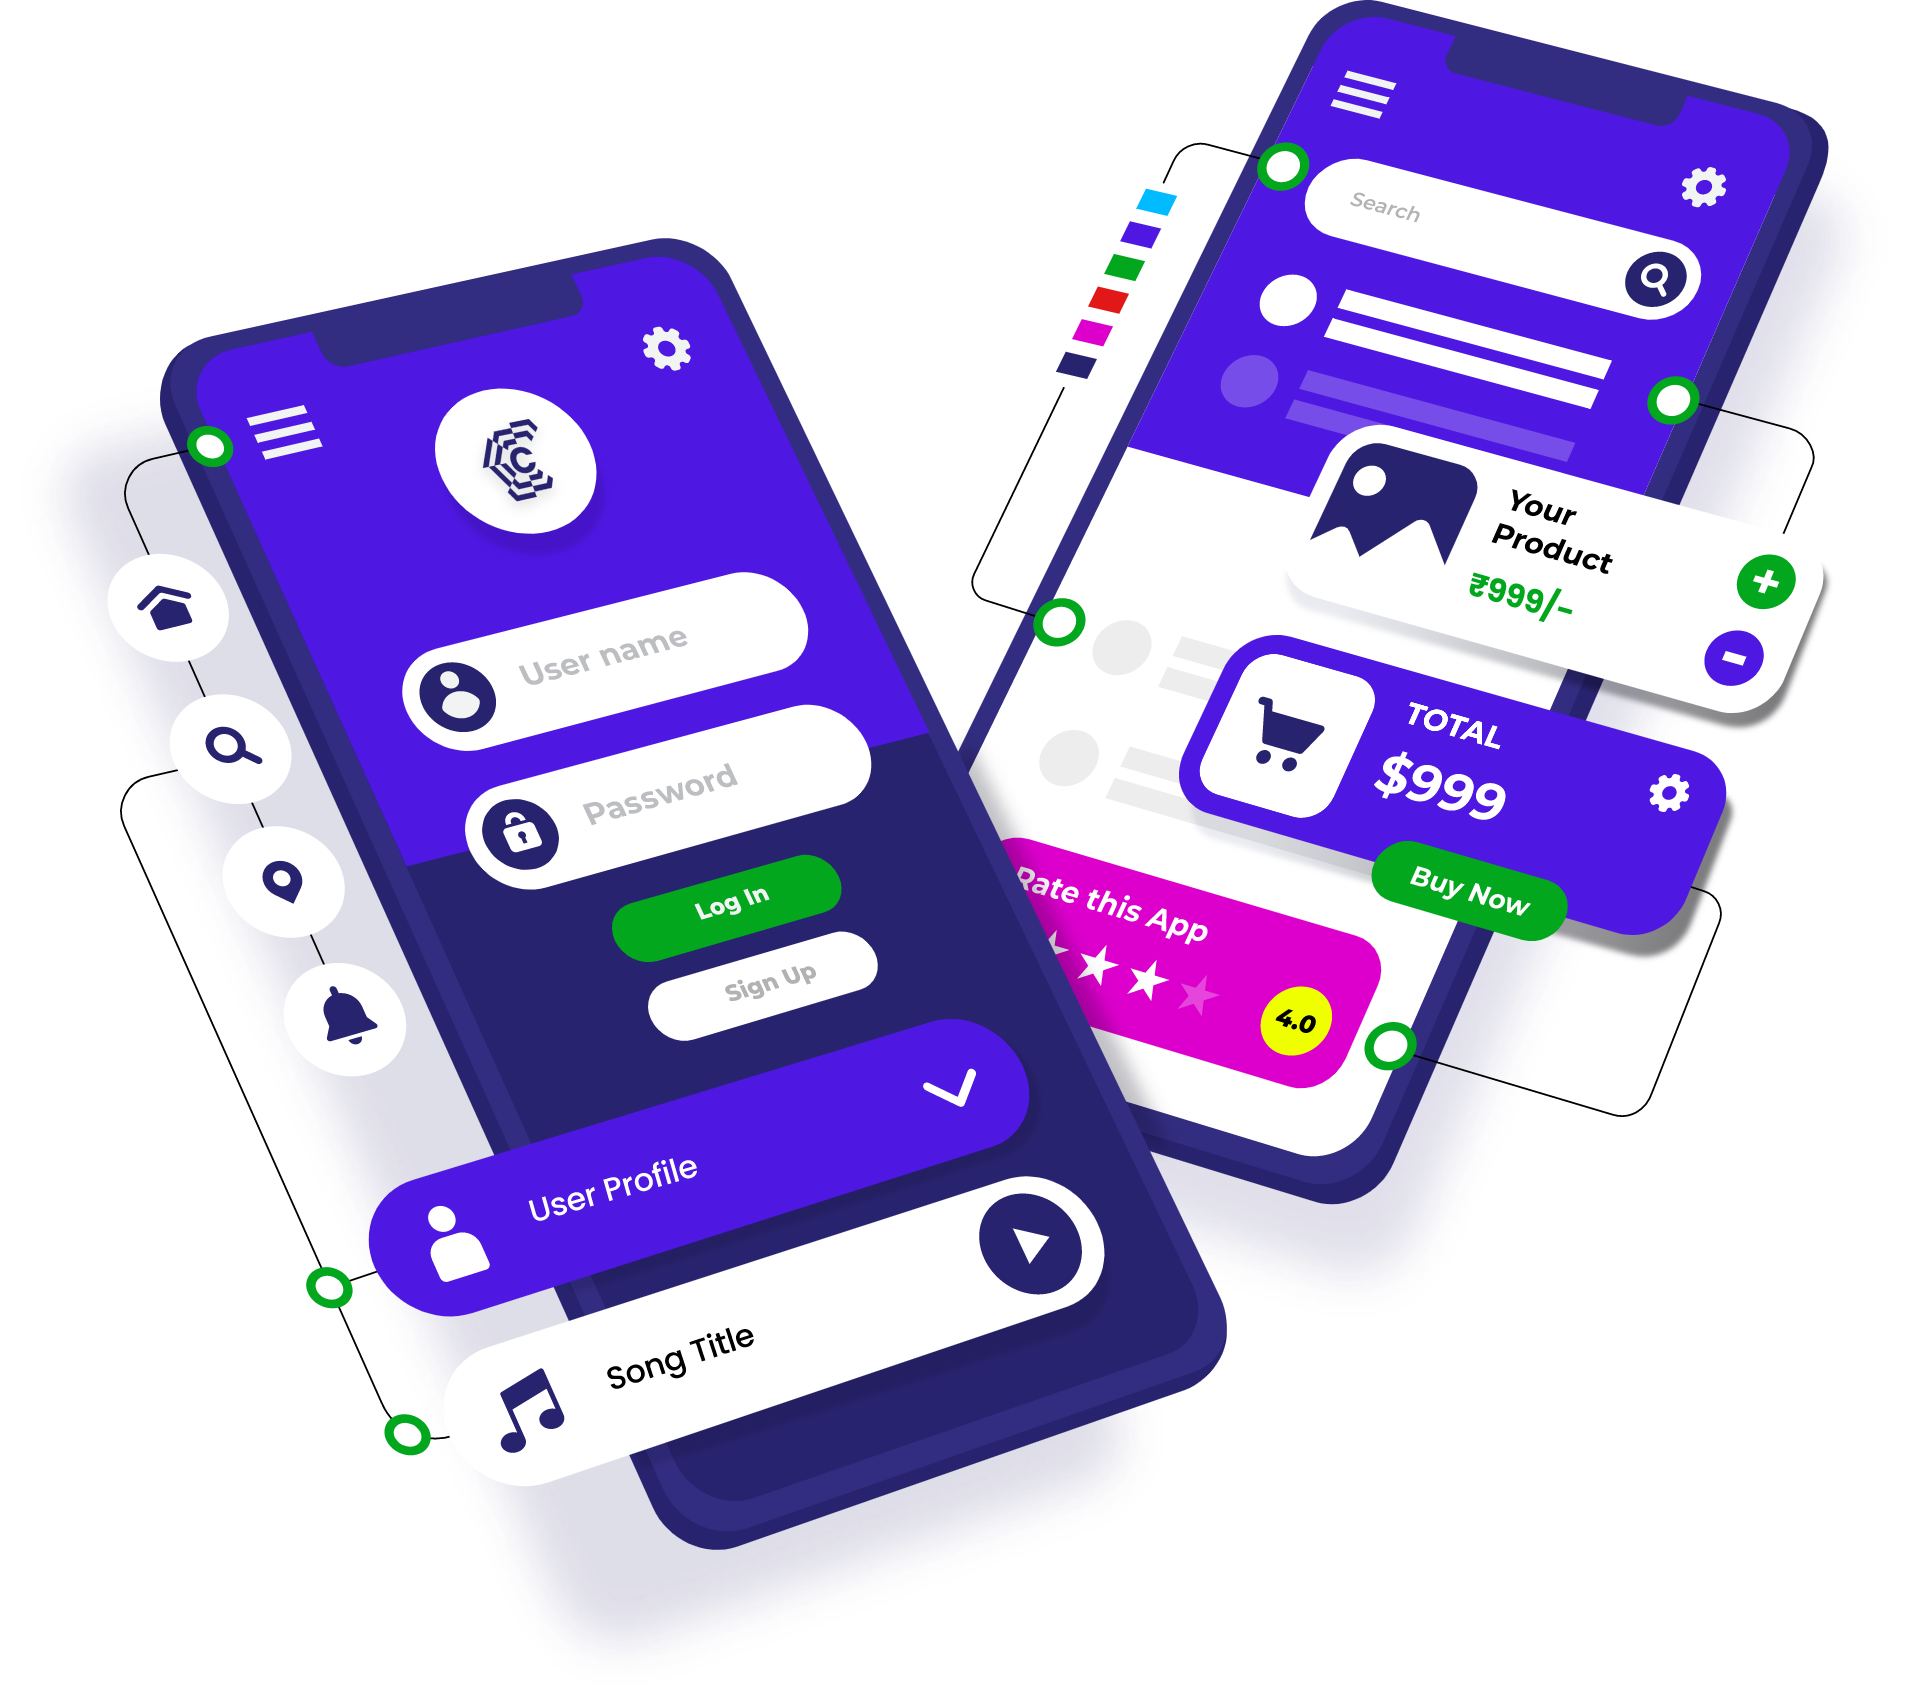 C
User name
Password
Log In
Sign Up
User Profile
Song Title
Search
Your
Product
₹999/-
TOTAL
$999
Buy Now
Rate this App
4.0